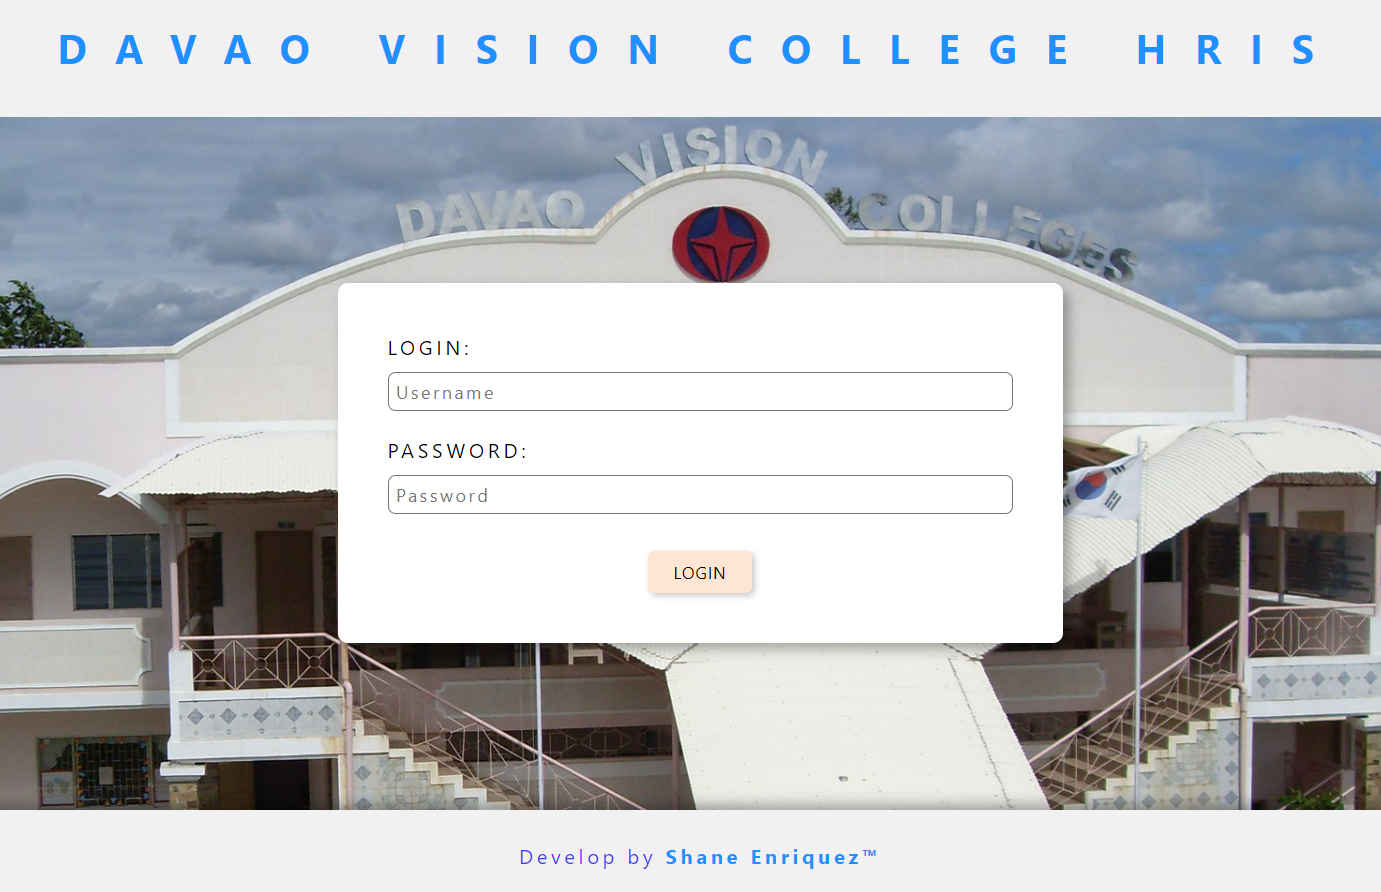 DAVAO VISION COLLEGE HRIS
DAVAO VISION COLLEGES
LOGIN:
Username
PASSWORD:
Password
LOGIN
Develop by Shane Enriquez™